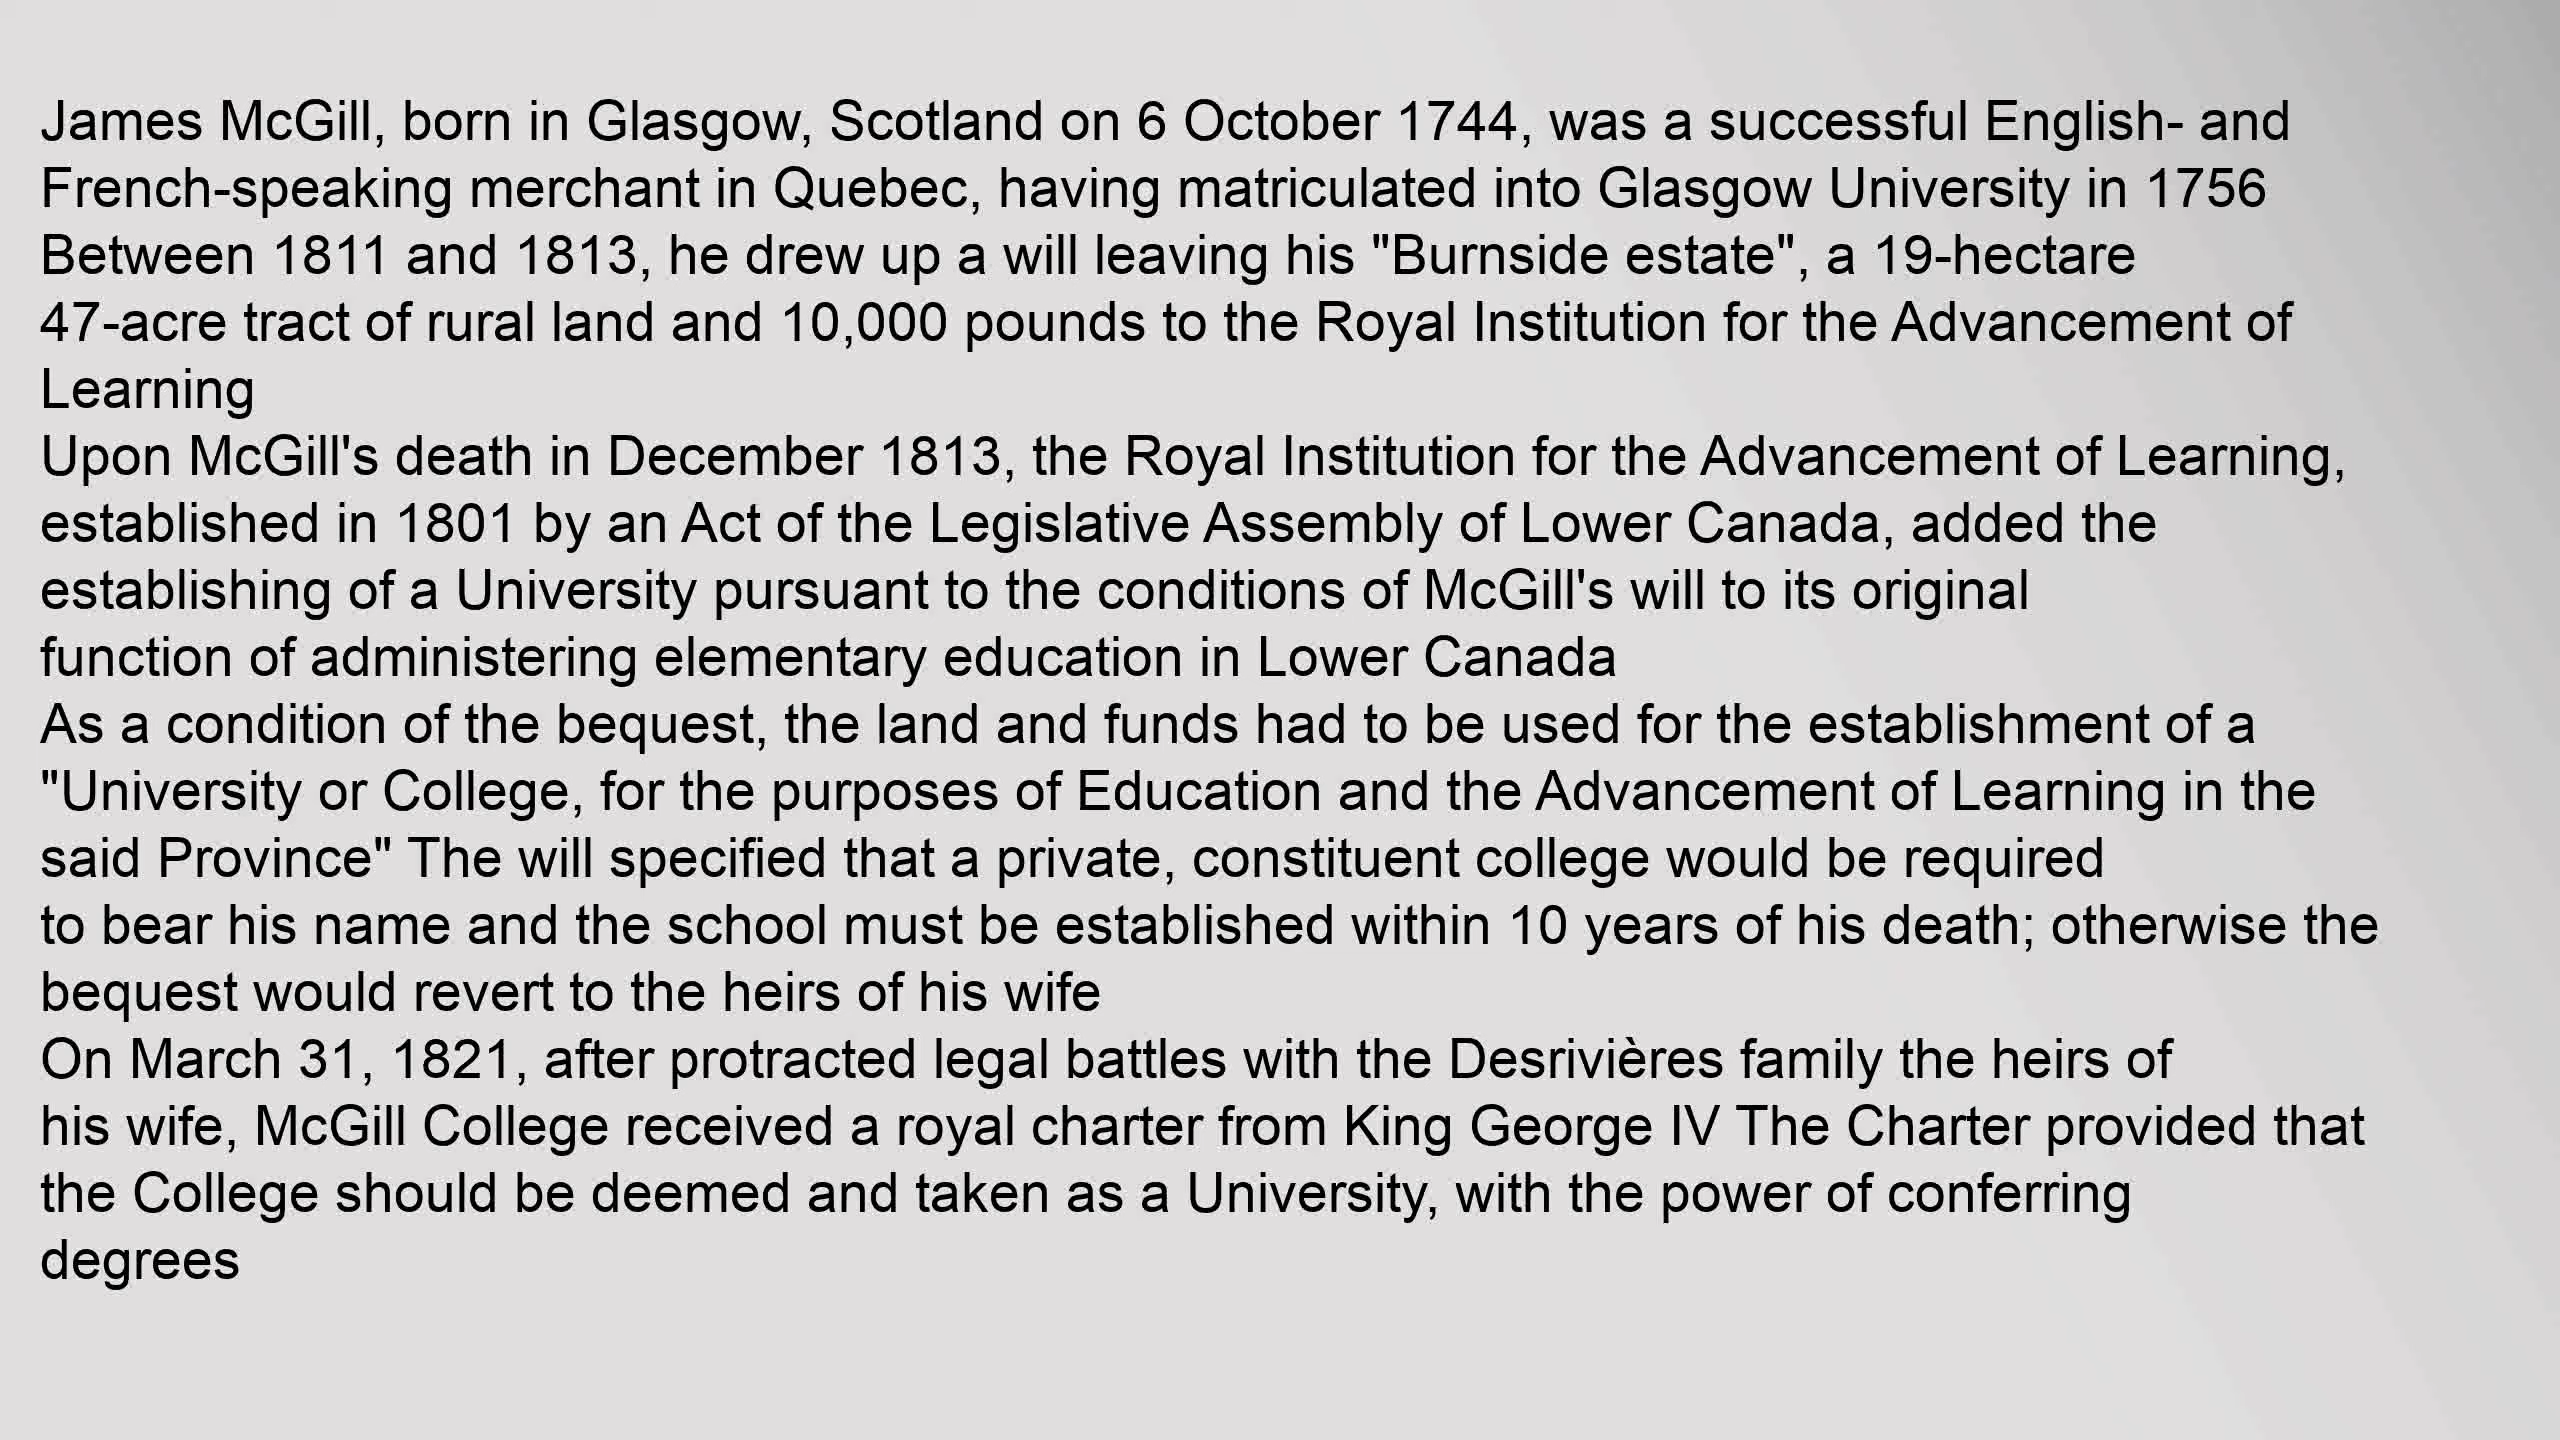 James McGill, born in Glasgow, Scotland on 6 October 1744, was a successful English- and
French-speaking merchant in Quebec, having matriculated into Glasgow University in 1756
Between 1811 and 1813, he drew up a will leaving his "Burnside estate", a 19-hectare
47-acre tract of rural land and 10,000 pounds to the Royal Institution for the Advancement of
Learning
Upon McGill's death in December 1813, the Royal Institution for the Advancement of Learning,
established in 1801 by an Act of the Legislative Assembly of Lower Canada, added the
establishing of a University pursuant to the conditions of McGill's will to its original
function of administering elementary education in Lower Canada
As a condition of the bequest, the land and funds had to be used for the establishment of a
"University or College, for the purposes of Education and the Advancement of Learning in the
said Province" The will specified that a private, constituent college would be required
to bear his name and the school must be established within 10 years of his death; otherwise the
bequest would revert to the heirs of his wife
On March 31, 1821, after protracted legal battles with the Desrivières family the heirs of
his wife, McGill College received a royal charter from King George IV The Charter provided that
the College should be deemed and taken as a University, with the power of conferring
degrees